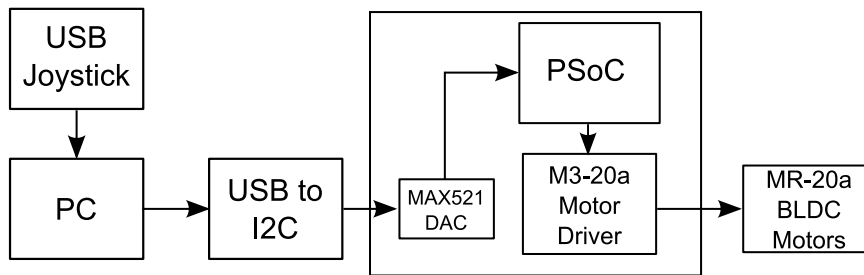 USB
Joystick
PC
USB to
I2C
MAX521
DAC
PSoC
M3-20a
Motor
Driver
MR-20a
BLDC
Motors